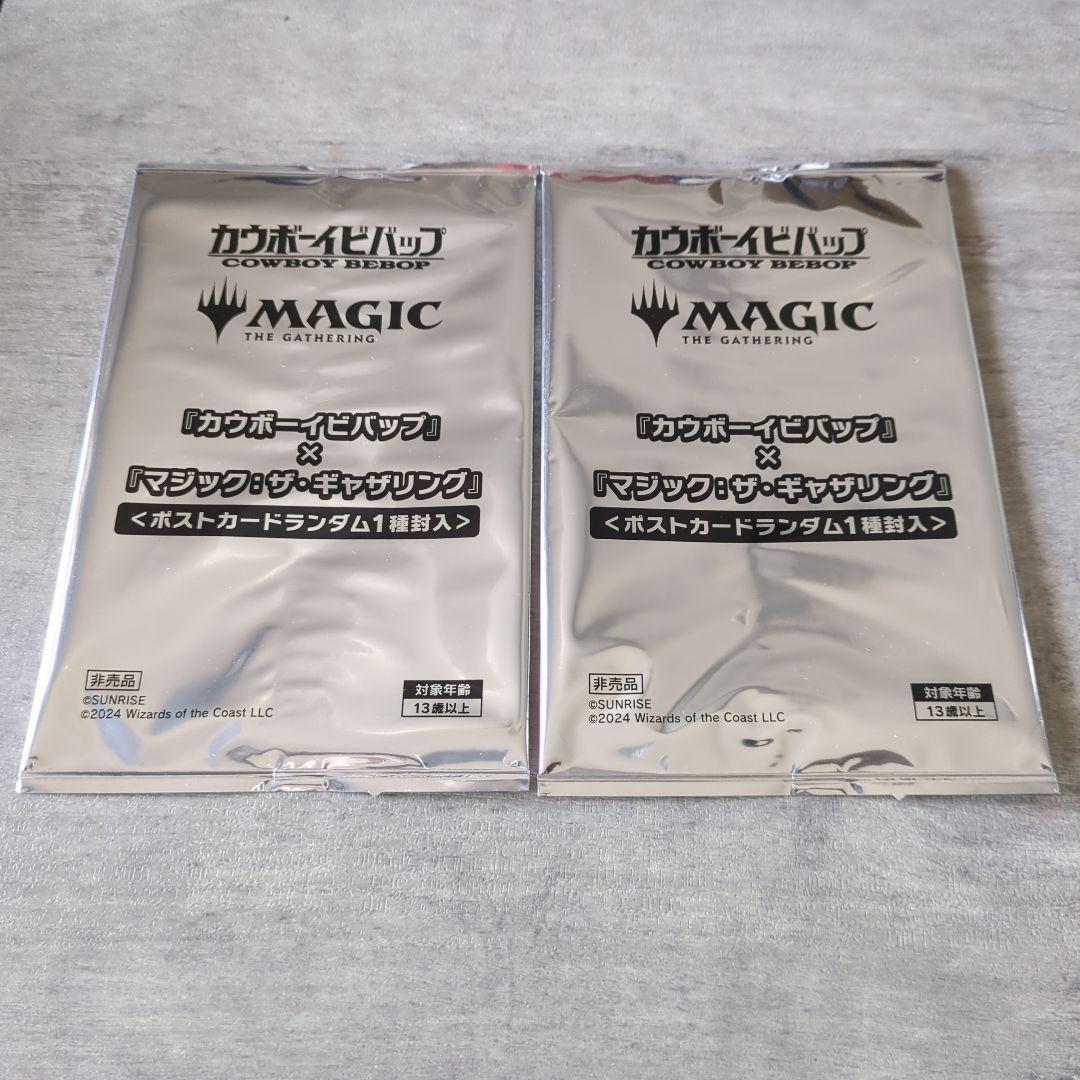 カウボーイビバップ
COWBOY BEBOP
MAGIC
THE GATHERING
『カウボーイビバップ』
×
『マジック:ザ・ギャザリング』
<ポストカードランダム1種封入>
非売品
©SUNRISE
©2024 Wizards of the Coast LLC
対象年齢
13歳以上
カウボーイビバップ
COWBOY BEBOP
MAGIC
THE GATHERING
『カウボーイビバップ』
×
『マジック:ザ・ギャザリング』
<ポストカードランダム1種封入>
非売品
©SUNRISE
©2024 Wizards of the Coast LLC
対象年齢
13歳以上